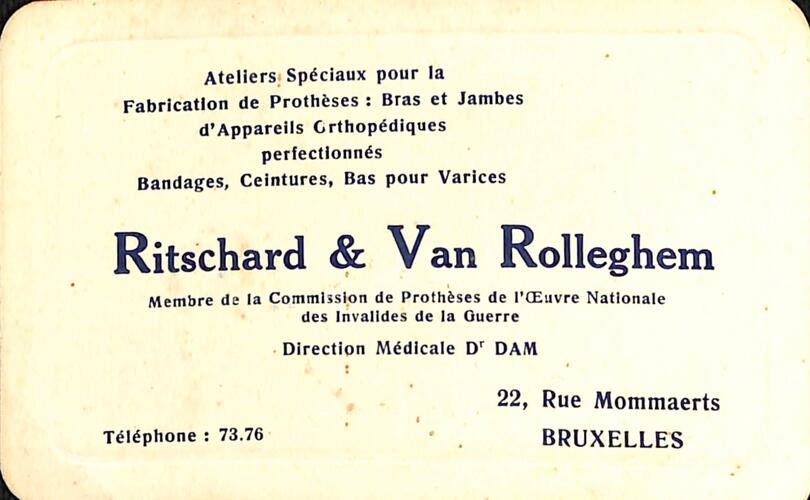 Ateliers Spéciaux pour la
Fabrication de Prothèses : Bras et Jambes
d'Appareils Orthopédiques
perfectionnés
Bandages, Ceintures, Bas pour Varices
Ritschard & Van Rolleghem
Membre de la Commission de Prothèses de l'Œuvre Nationale
des Invalides de la Guerre
Direction Médicale Dʳ DAM
22, Rue Mommaerts
Téléphone : 73.76
BRUXELLES